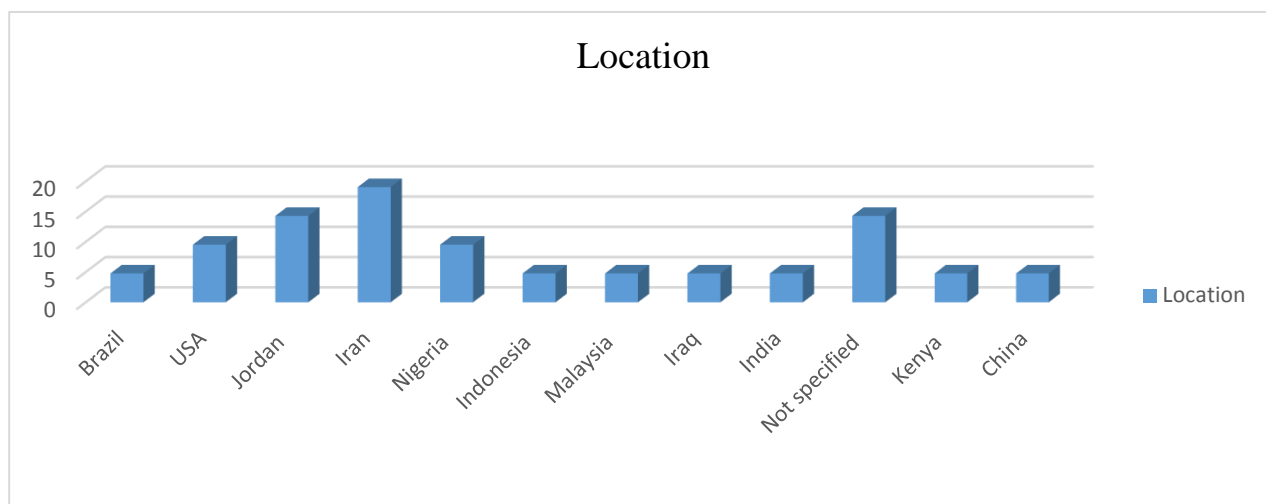 Location
20
15
10
5
0
Brazil
USA
Jordan
Iran
Nigeria
Indonesia
Malaysia
Iraq
India
Not specified
Kenya
China
Location